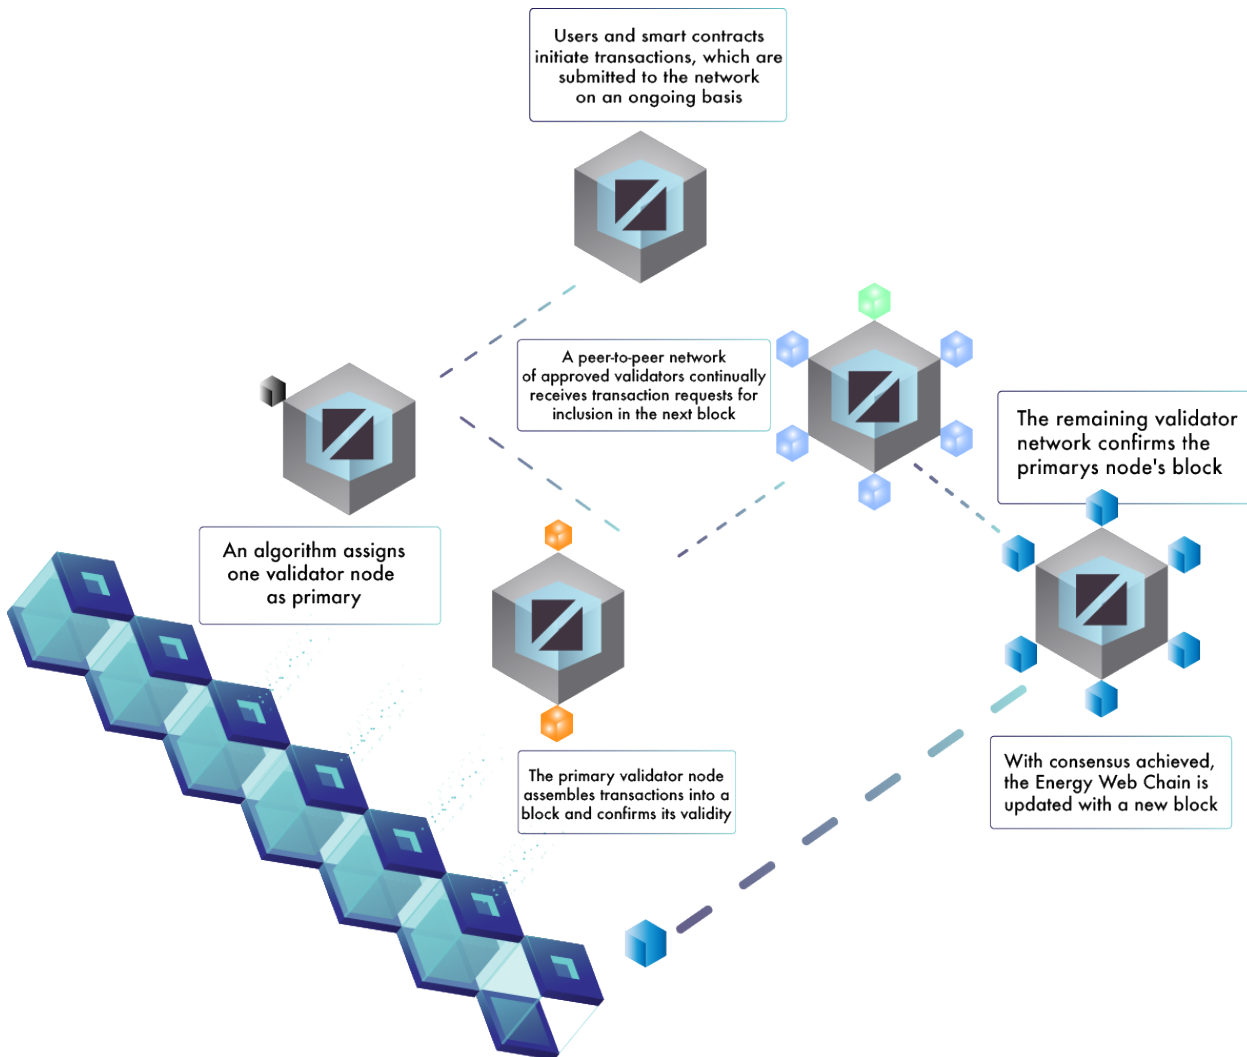 Users and smart contracts
initiate transactions, which are
submitted to the network
on an ongoing basis
A peer-to-peer network
of approved validators continually
receives transaction requests for
inclusion in the next block
The remaining validator
network confirms the
primarys node's block
An algorithm assigns
one validator node
as primary
The primary validator node
assembles transactions into a
block and confirms its validity
With consensus achieved,
the Energy Web Chain is
updated with a new block